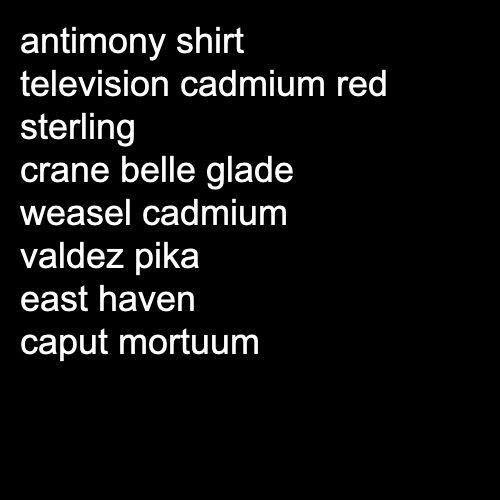 antimony shirt
television cadmium red
sterling
crane belle glade
weasel cadmium
valdez pika
east haven
caput mortuum